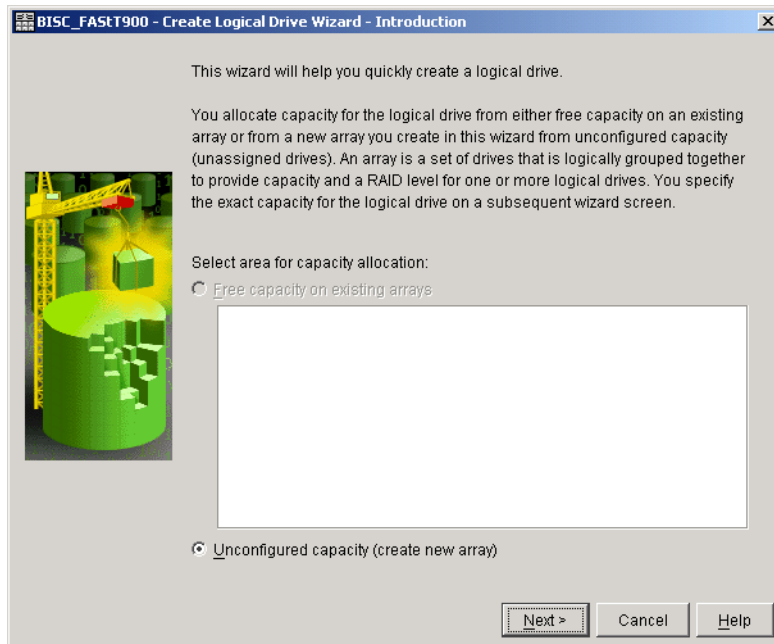 BISC_FAStT900 - Create Logical Drive Wizard - Introduction
This wizard will help you quickly create a logical drive.
You allocate capacity for the logical drive from either free capacity on an existing
array or from a new array you create in this wizard from unconfigured capacity
(unassigned drives). An array is a set of drives that is logically grouped together
to provide capacity and a RAID level for one or more logical drives. You specify
the exact capacity for the logical drive on a subsequent wizard screen.
Select area for capacity allocation:
Free capacity on existing arrays
Unconfigured capacity (create new array)
Next > Cancel Help